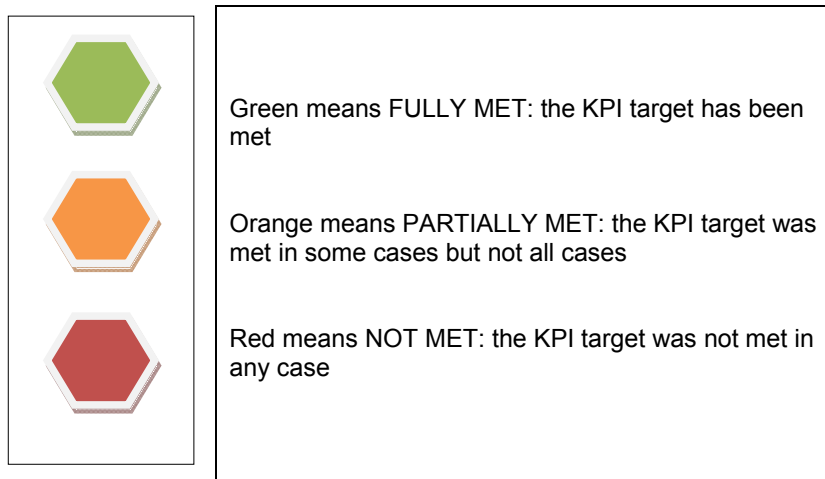 Green means FULLY MET: the KPI target has been
met
Orange means PARTIALLY MET: the KPI target was
met in some cases but not all cases
Red means NOT MET: the KPI target was not met in
any case